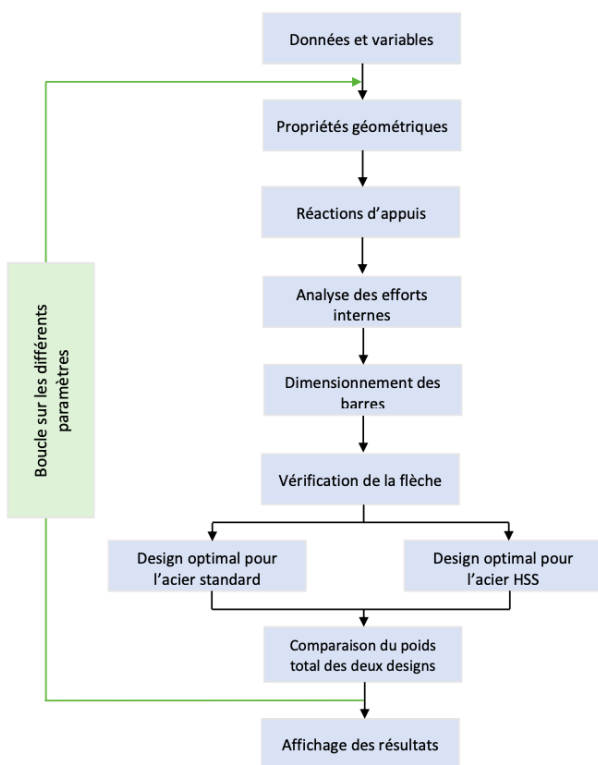 Données et variables
Propriétés géométriques
Réactions d'appuis
Analyse des efforts
internes
Dimensionnement des
barres
Vérification de la flèche
Design optimal pour
l'acier standard
Design optimal pour
l'acier HSS
Comparaison du poids
total des deux designs
Affichage des résultats
Boucle sur les différents
paramètres